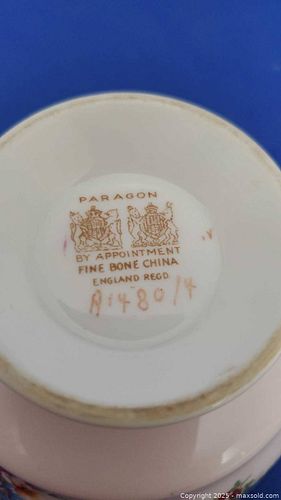 PARAGON
BY APPOINTMENT
FINE BONE CHINA
ENGLAND REGD
A1480/4
Copyright © 2025 - maxsold.com